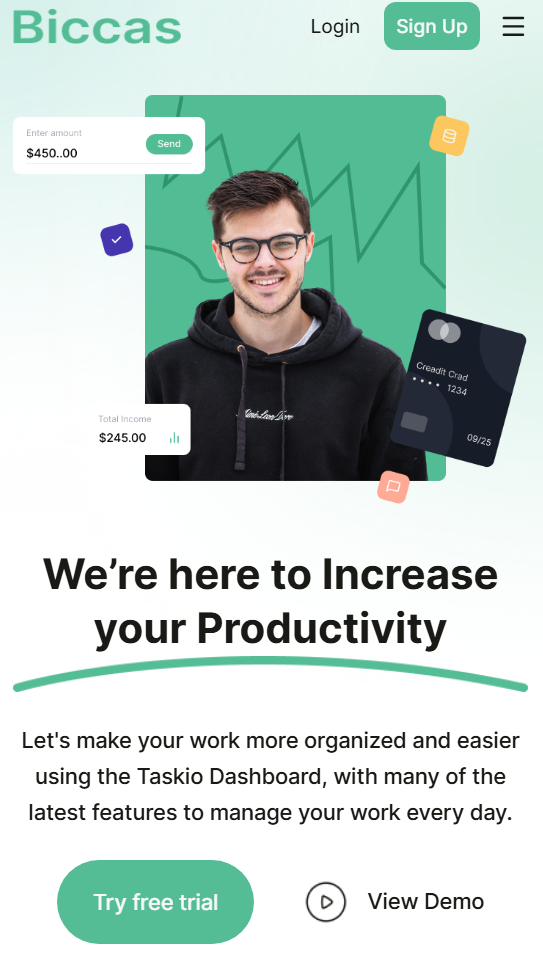 Biccas
Login
Sign Up
Enter amount
$450..00
Send
Creadit Crad
1234
09/25
Total Income
$245.00
We’re here to Increase
your Productivity
Let's make your work more organized and easier
using the Taskio Dashboard, with many of the
latest features to manage your work every day.
Try free trial
View Demo